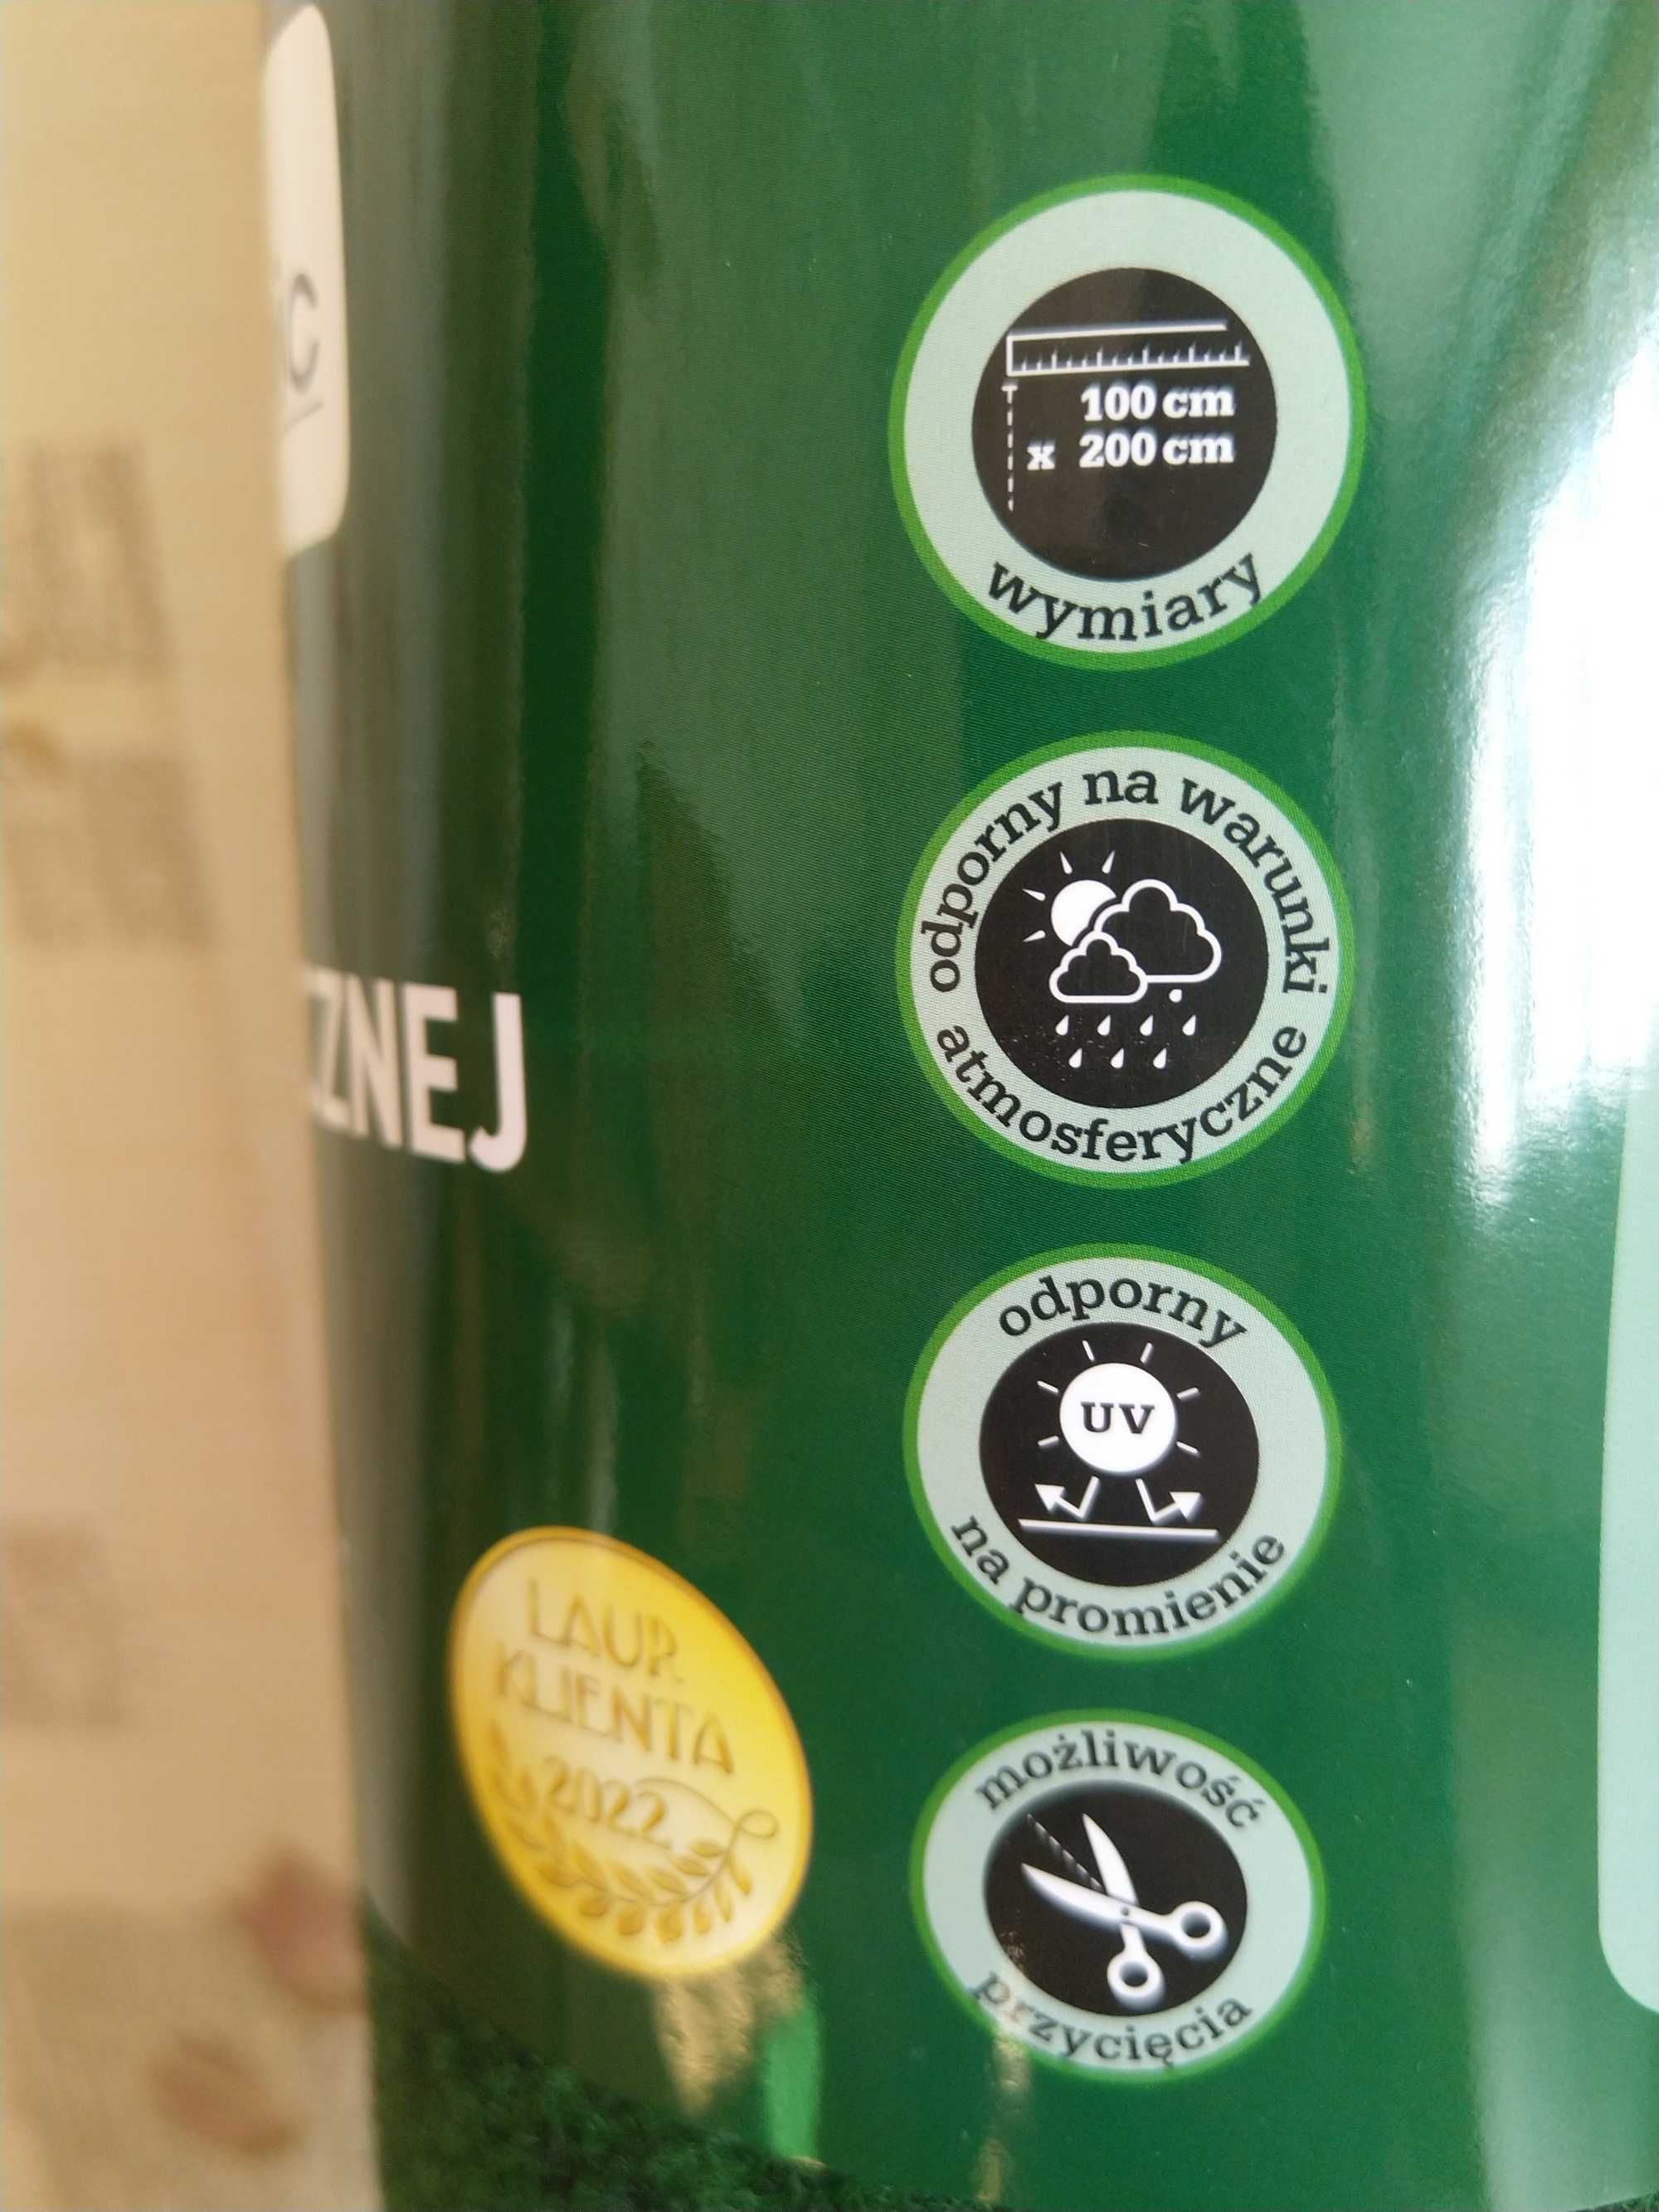 C
ZNEJ
LAUR
KLIENTA
2022
100 cm
x 200 cm
wymiary
odporny na warunki
atmosferyczne
odporny
UV
na promienie
możliwość
przycięcia